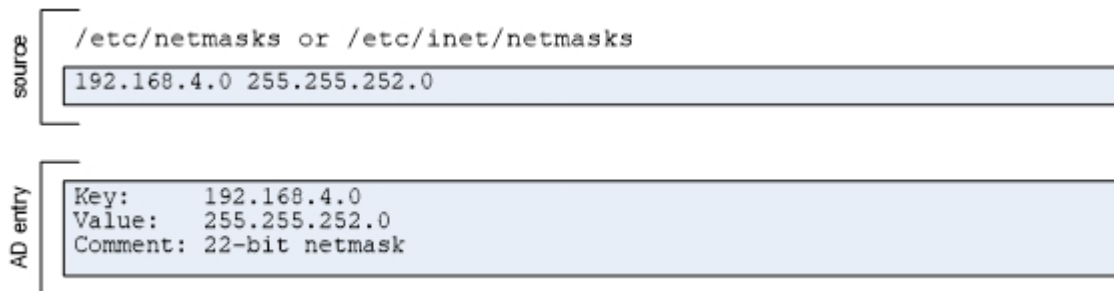 source
/etc/netmasks or /etc/inet/netmasks
192.168.4.0 255.255.252.0
AD entry
Key: 192.168.4.0
Value: 255.255.252.0
Comment: 22-bit netmask